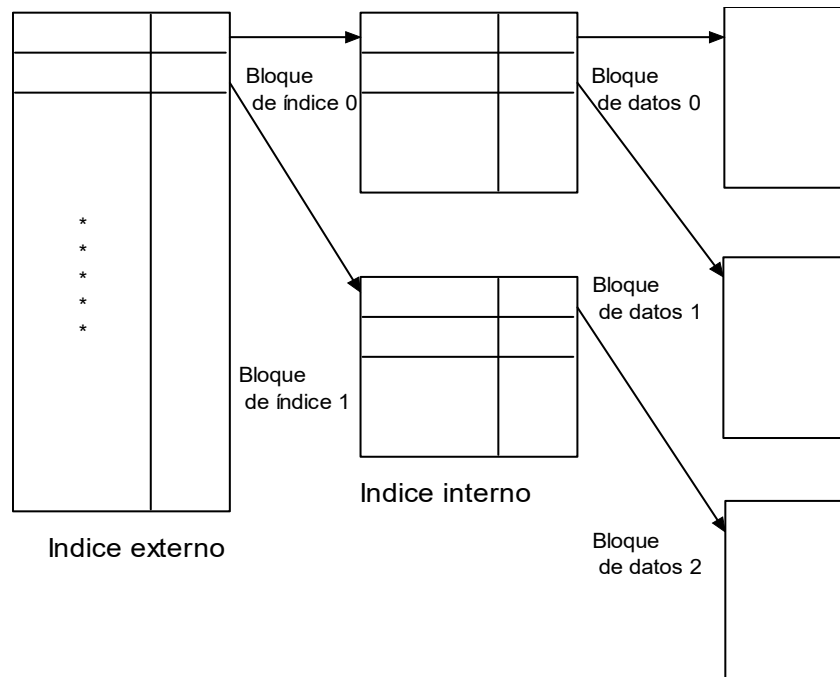 Bloque
de índice 0
Bloque
de datos 0
*
*
*
*
*
Bloque
de datos 1
Bloque
de índice 1
Indice interno
Indice externo
Bloque
de datos 2